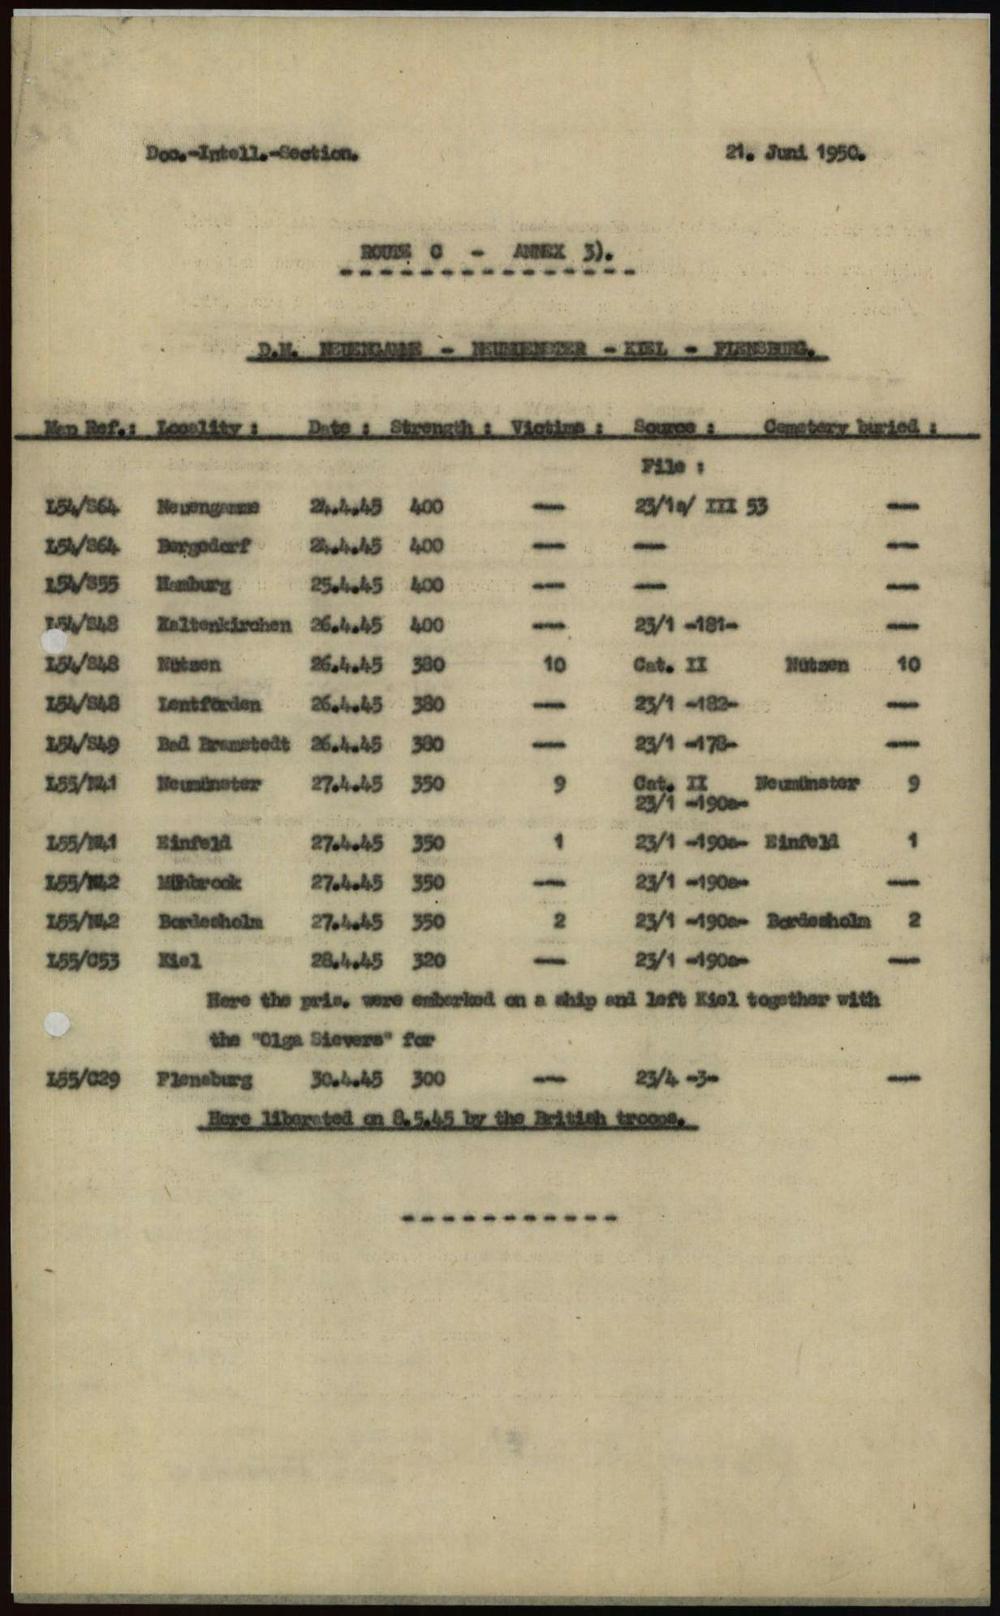 Doc.-Intell.-Section. 21. Juni 1950.
ROUTE C - ANNEX 3).
D.M. NEUENGAMME - NEUMUENSTER - KIEL - FLENSBURG.
Map Ref.: Locality : Date : Strength : Victims : Source : Cemetery buried :
File :
L54/S64 Neuengamme 24.4.45 400 — 23/1a/ III 53 —
L54/S64 Bergedorf 24.4.45 400 — — —
L54/S55 Hamburg 25.4.45 400 — — —
L54/S48 Kaltenkirchen 26.4.45 400 — 23/1 -181- —
L54/S48 Nützen 26.4.45 380 10 Cat. II Nützen 10
L54/S48 Lentförden 26.4.45 380 — 23/1 -182- —
L54/S49 Bad Bramstedt 26.4.45 380 — 23/1 -178- —
L55/N41 Neumünster 27.4.45 350 9 Cat. II Neumünster 9
23/1 -190a-
L55/N41 Einfeld 27.4.45 350 1 23/1 -190a- Einfeld 1
L55/N42 Mühbrook 27.4.45 350 — 23/1 -190a- —
L55/N42 Bordesholm 27.4.45 350 2 23/1 -190a- Bordesholm 2
L55/O53 Kiel 28.4.45 320 — 23/1 -190a- —
Here the pris. were embarked on a ship and left Kiel together with
the "Olga Sievers" for
L55/O29 Flensburg 30.4.45 300 — 23/4 -3- —
Here liberated on 8.5.45 by the British troops.